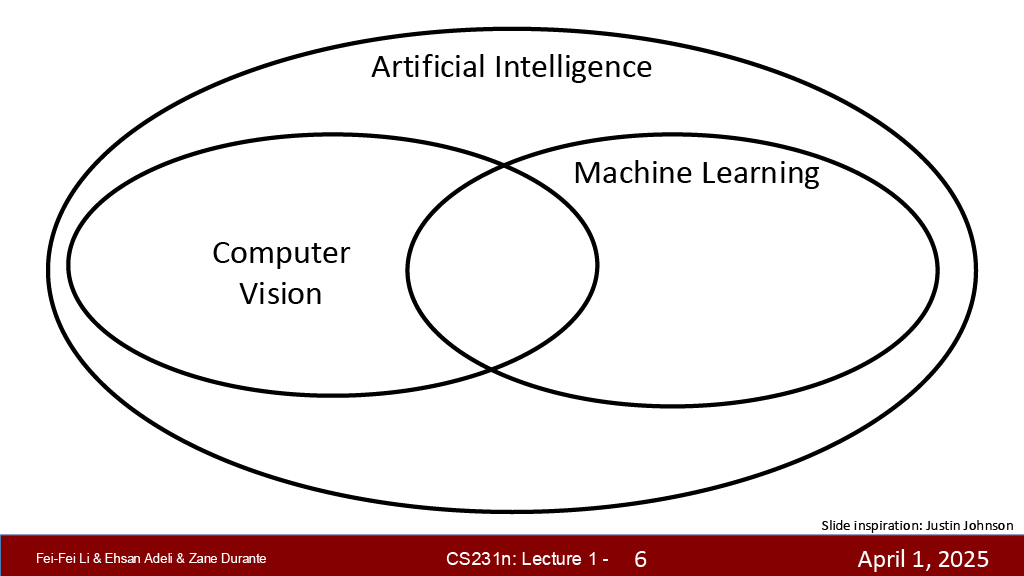 Artificial Intelligence
Machine Learning
Computer
Vision
Slide inspiration: Justin Johnson
Fei-Fei Li & Ehsan Adeli & Zane Durante
CS231n: Lecture 1 - 6
April 1, 2025